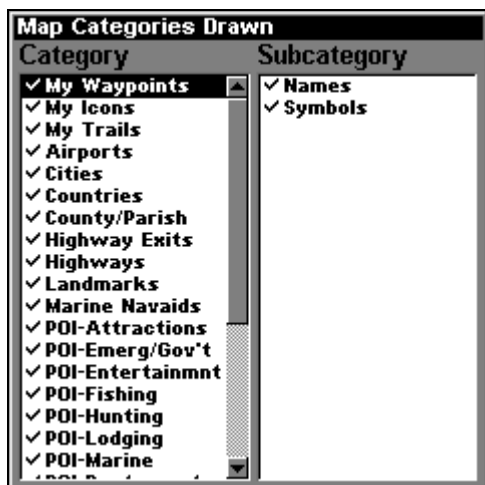 Map Categories Drawn
Category
Subcategory
My Waypoints
My Icons
My Trails
Airports
Cities
Countries
County/Parish
Highway Exits
Highways
Landmarks
Marine Navaids
POI-Attractions
POI-Emerg/Gov't
POI-Entertainmnt
POI-Fishing
POI-Hunting
POI-Lodging
POI-Marine
Names
Symbols